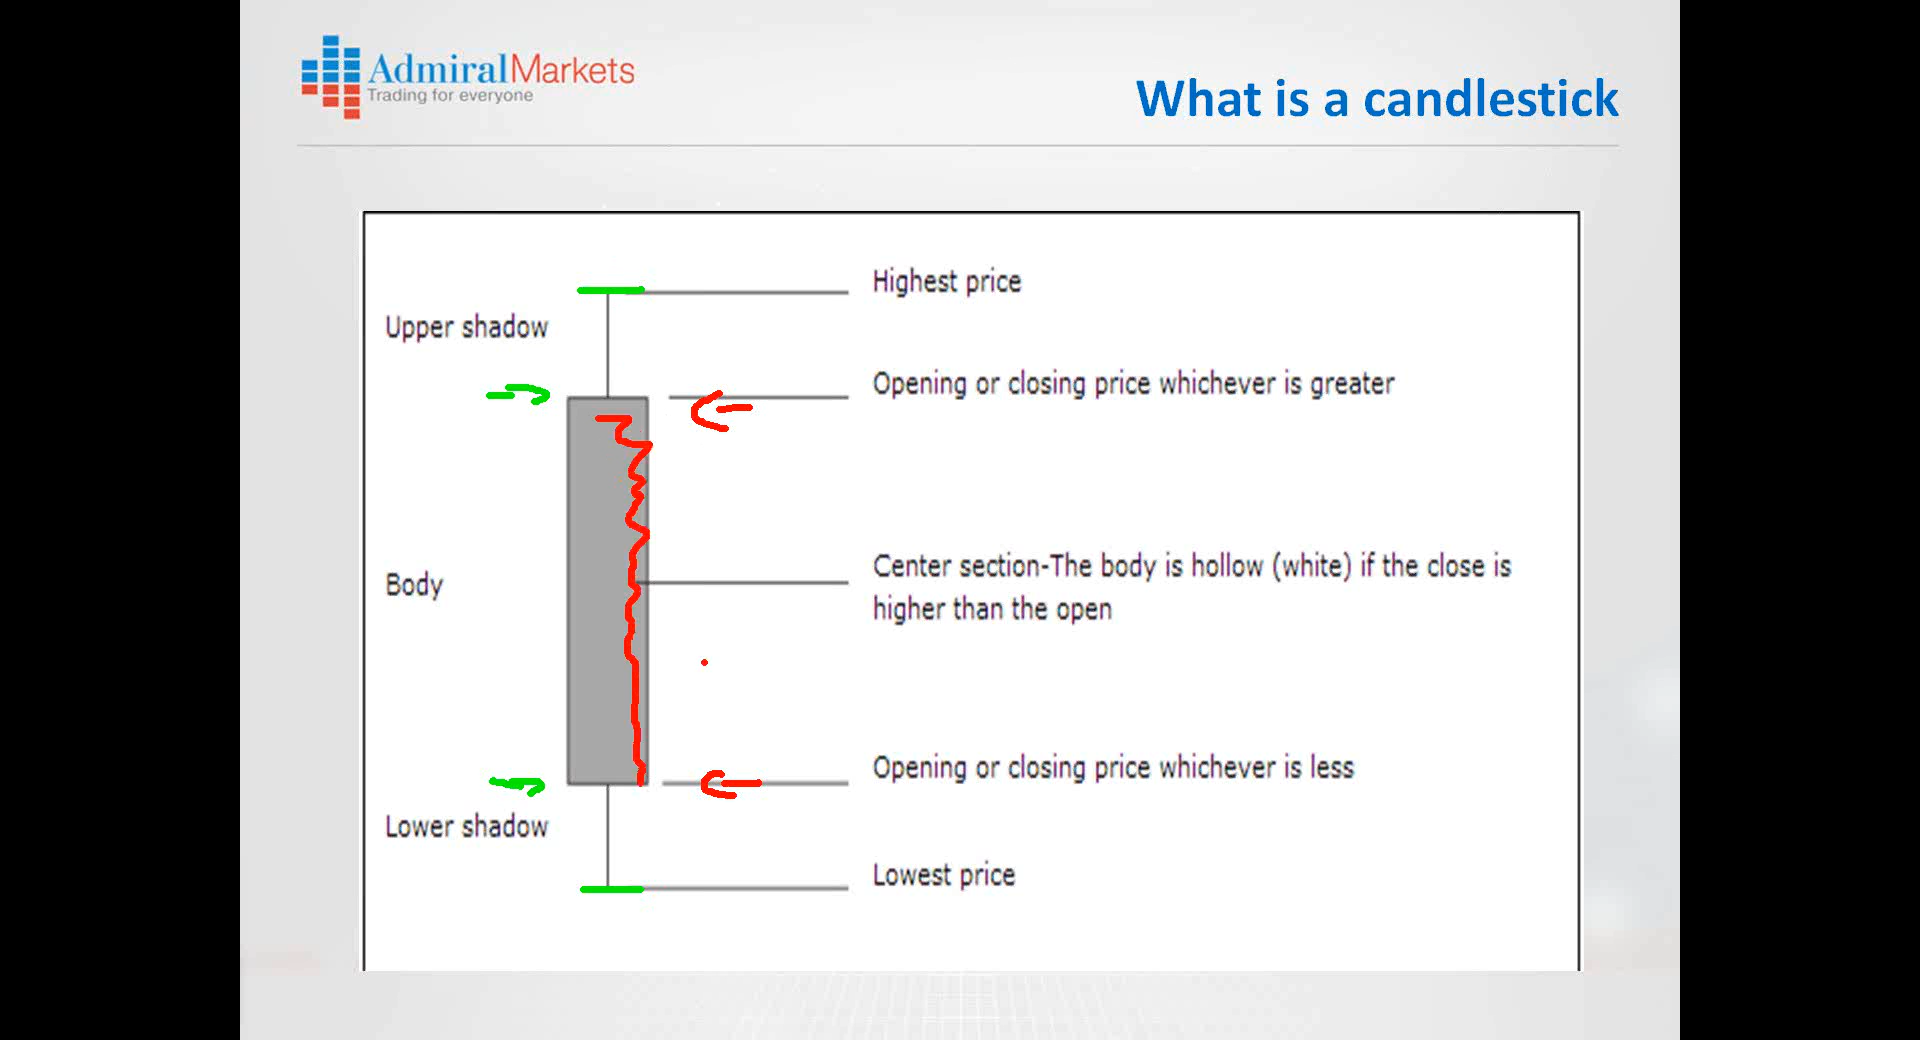 AdmiralMarkets
Trading for everyone
What is a candlestick
Highest price
Upper shadow
Opening or closing price whichever is greater
Center section-The body is hollow (white) if the close is
higher than the open
Body
Opening or closing price whichever is less
Lower shadow
Lowest price